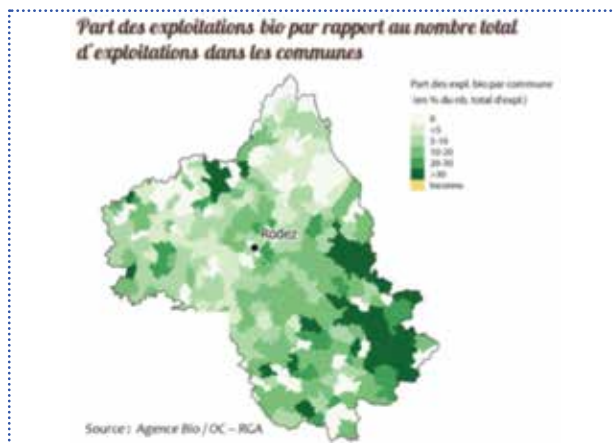 Part des exploitations bio par rapport au nombre total
d'exploitations dans les communes
Part des expl. bio par commune
(en % du nb. total d'expl.)
0
<5
5-10
10-20
20-30
>30
Inconnu
Rodez
Source : Agence Bio / OC – RGA